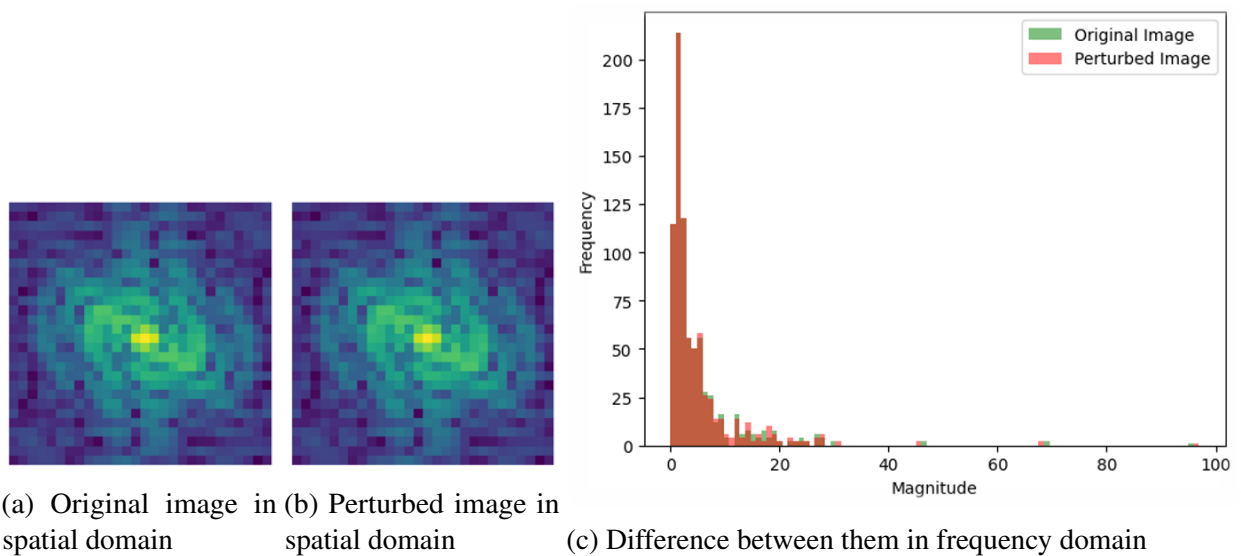 Original Image
Perturbed Image
200
175
150
125
100
75
50
25
0
Frequency
0 20 40 60 80 100
Magnitude
(a) Original image in
spatial domain
(b) Perturbed image in
spatial domain
(c) Difference between them in frequency domain